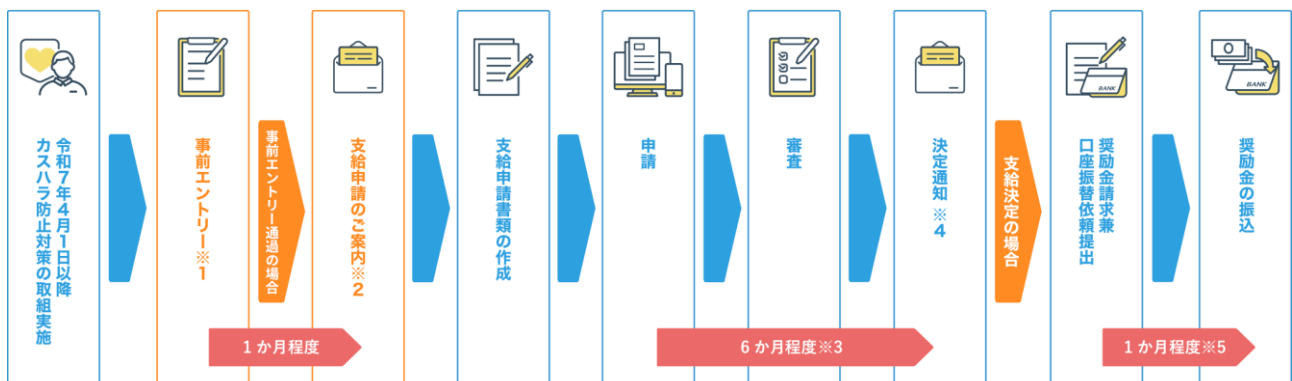 令和7年4月1日以降
カスハラ防止対策の取組実施
事前エントリー※1
事前エントリー通過の場合
支給申請のご案内※2
支給申請書類の作成
申請
審査
決定通知 ※4
支給決定の場合
奨励金請求兼
口座振替依頼提出
BANK
奨励金の振込
BANK
1か月程度
6か月程度※3
1か月程度※5